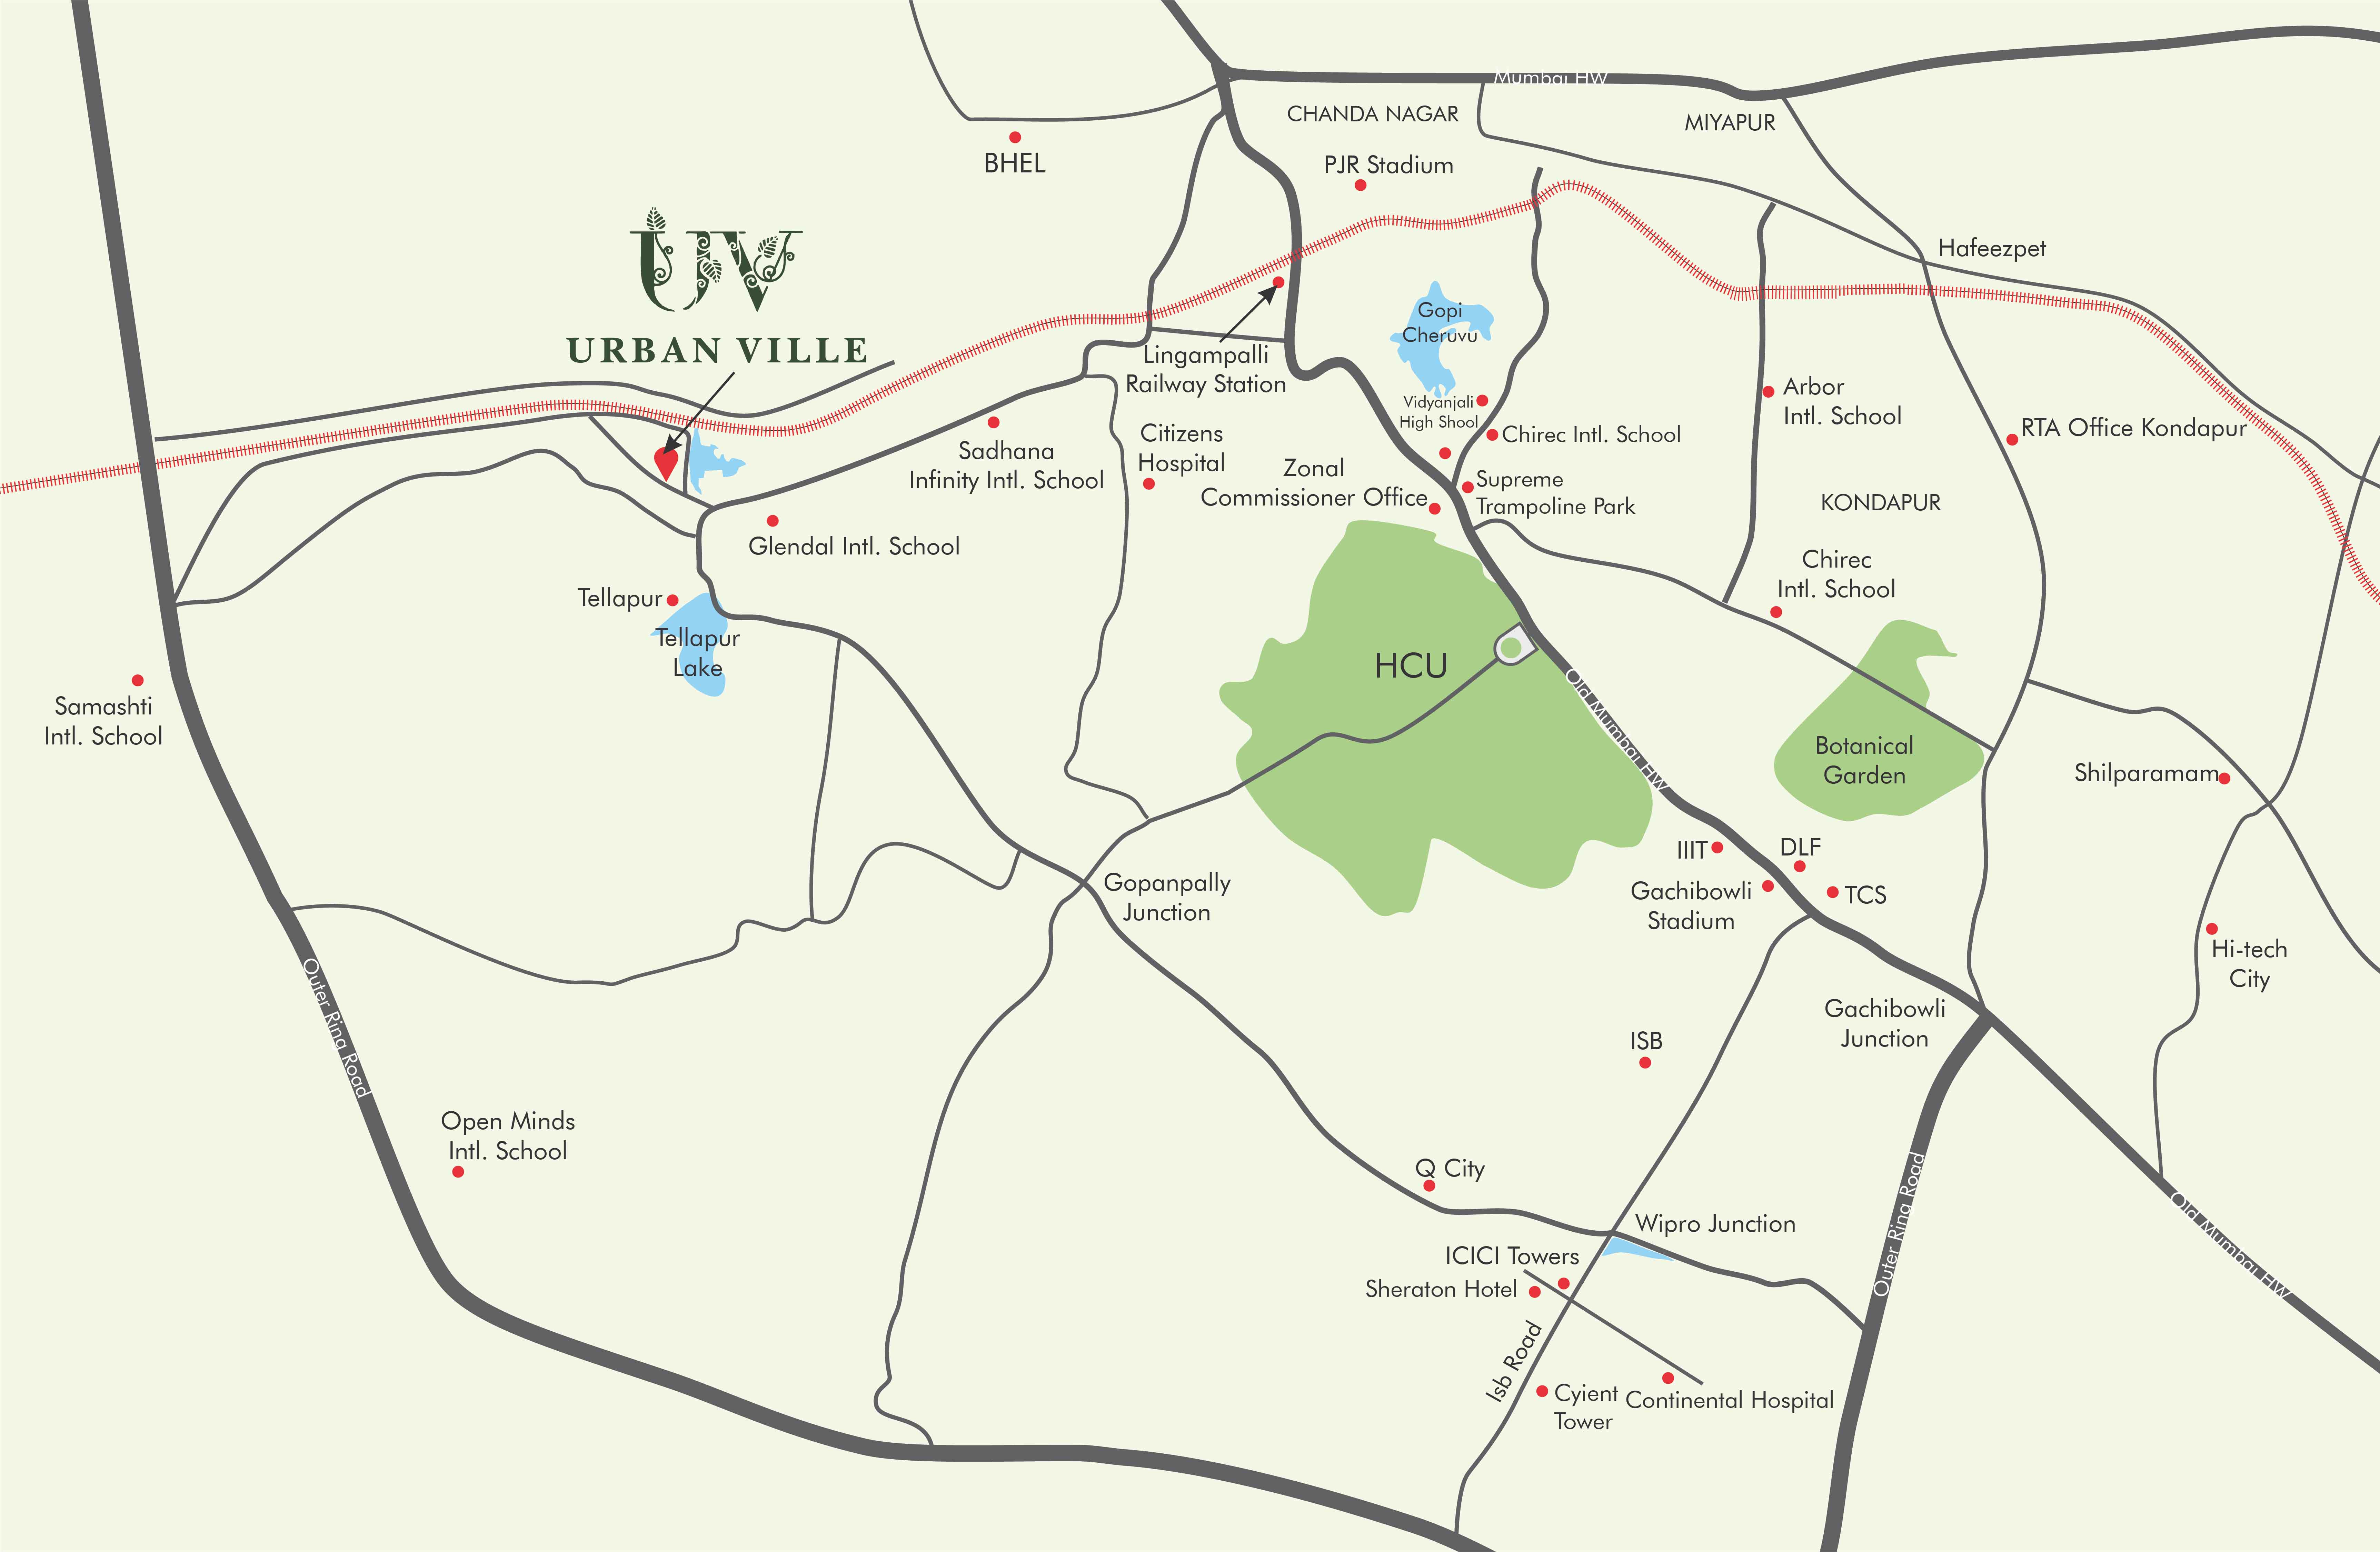 Mumbai HW
CHANDA NAGAR
MIYAPUR
BHEL
PJR Stadium
UV
URBAN VILLE
Hafeezpet
Gopi
Cheruvu
Lingampalli
Railway Station
Arbor
Intl. School
Vidyanjali
High Shool
Chirec Intl. School
RTA Office Kondapur
Citizens
Hospital
Sadhana
Infinity Intl. School
Zonal
Commissioner Office
Supreme
Trampoline Park
KONDAPUR
Glendal Intl. School
Chirec
Intl. School
Tellapur
Tellapur
Lake
HCU
Samashti
Intl. School
Old Mumbai HW
Botanical
Garden
Shilparamam
IIIT
DLF
Gachibowli
Stadium
TCS
Gopanpally
Junction
Hi-tech
City
Outer Ring Road
Gachibowli
Junction
ISB
Open Minds
Intl. School
Q City
Wipro Junction
Outer Ring Road
Old Mumbai HW
ICICI Towers
Sheraton Hotel
Isb Road
Cyient
Tower
Continental Hospital